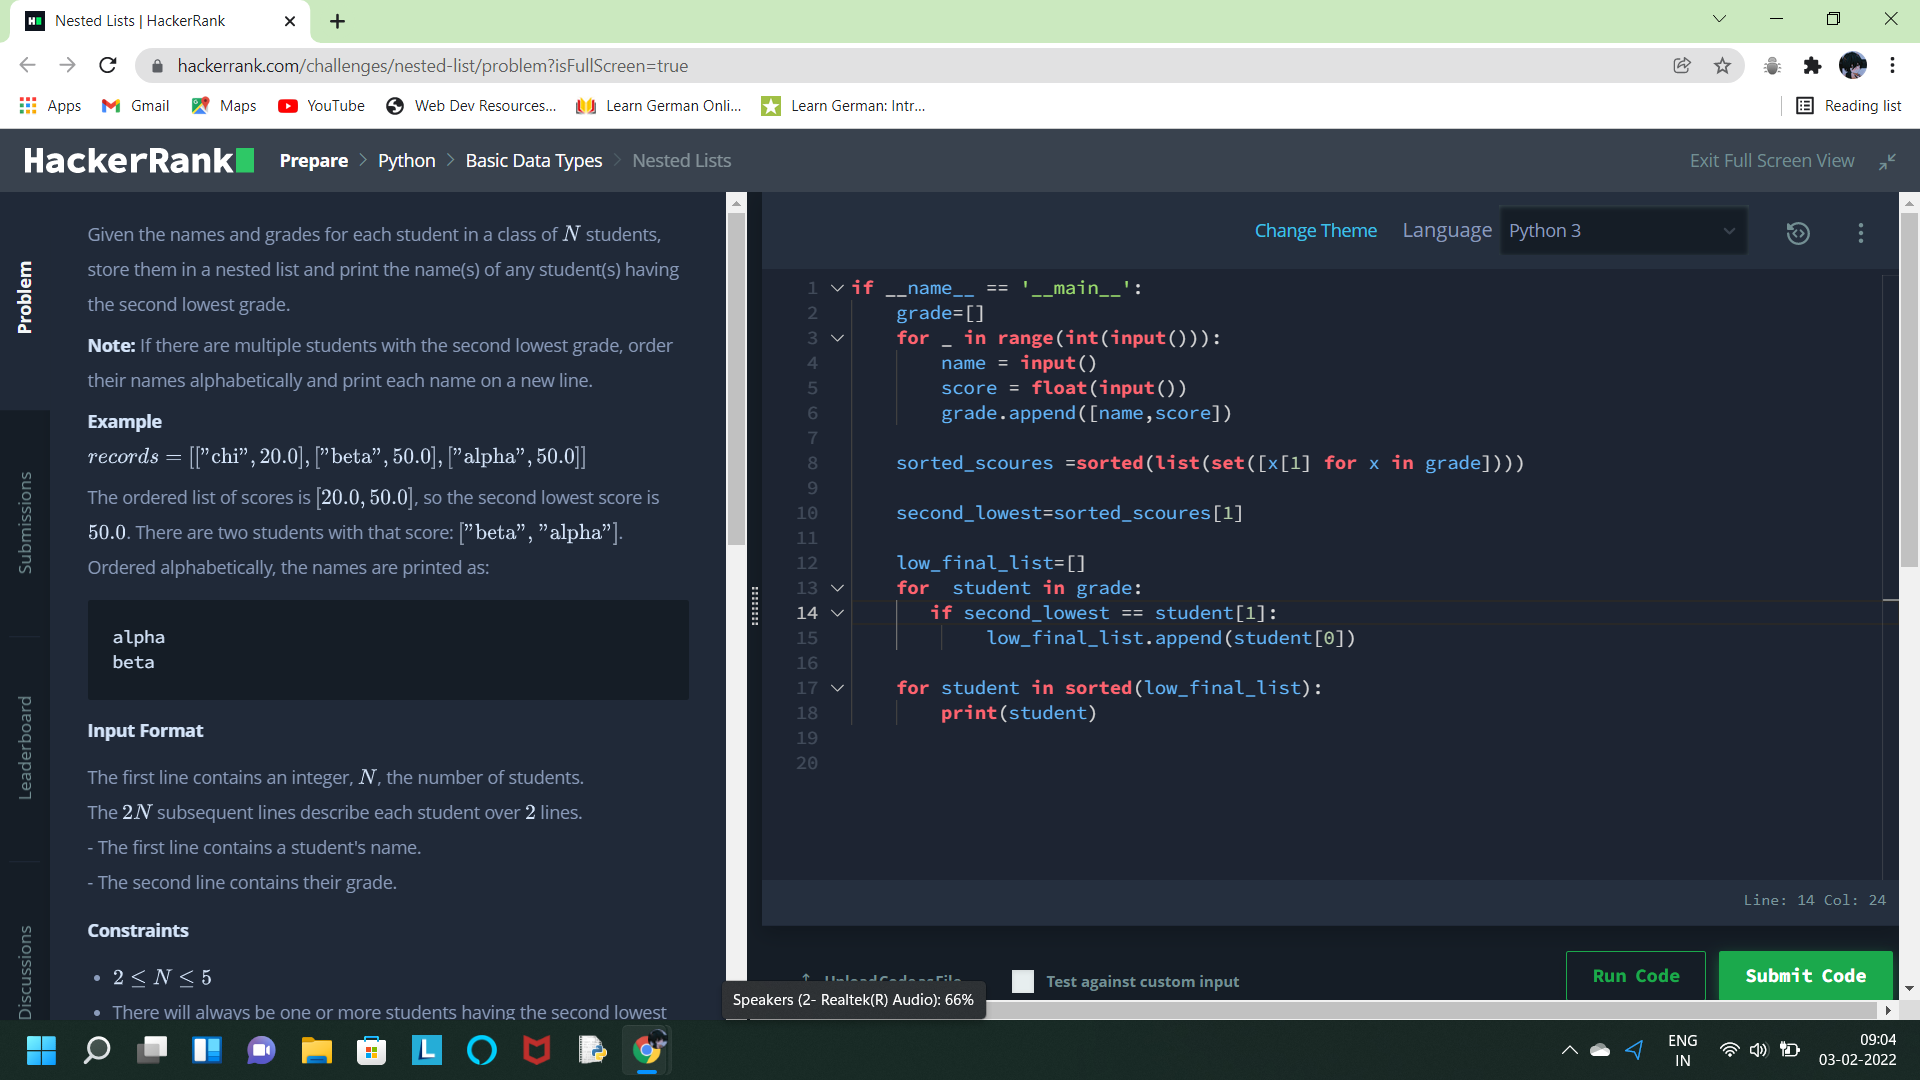 Nested Lists | HackerRank
hackerrank.com/challenges/nested-list/problem?isFullScreen=true
Apps Gmail Maps YouTube Web Dev Resources... Learn German Onli... Learn German: Intr... Reading list
HackerRank Prepare > Python > Basic Data Types > Nested Lists Exit Full Screen View
Problem
Submissions
Leaderboard
Discussions
Given the names and grades for each student in a class of N students,
store them in a nested list and print the name(s) of any student(s) having
the second lowest grade.
Note: If there are multiple students with the second lowest grade, order
their names alphabetically and print each name on a new line.
Example
records = [["chi", 20.0], ["beta", 50.0], ["alpha", 50.0]]
The ordered list of scores is [20.0, 50.0], so the second lowest score is
50.0. There are two students with that score: ["beta", "alpha"].
Ordered alphabetically, the names are printed as:
alpha
beta
Input Format
The first line contains an integer, N, the number of students.
The 2N subsequent lines describe each student over 2 lines.
- The first line contains a student's name.
- The second line contains their grade.
Constraints
• 2 ≤ N ≤ 5
• There will always be one or more students having the second lowest
Change Theme Language Python 3
1 if __name__ == '__main__':
2 grade=[]
3 for _ in range(int(input())):
4 name = input()
5 score = float(input())
6 grade.append([name,score])
7
8 sorted_scoures =sorted(list(set([x[1] for x in grade])))
9
10 second_lowest=sorted_scoures[1]
11
12 low_final_list=[]
13 for  student in grade:
14 if second_lowest == student[1]:
15 low_final_list.append(student[0])
16
17 for student in sorted(low_final_list):
18 print(student)
19
20
Line: 14 Col: 24
Upload Code as File Test against custom input Run Code Submit Code
Speakers (2- Realtek(R) Audio): 66%
ENG
IN
09:04
03-02-2022